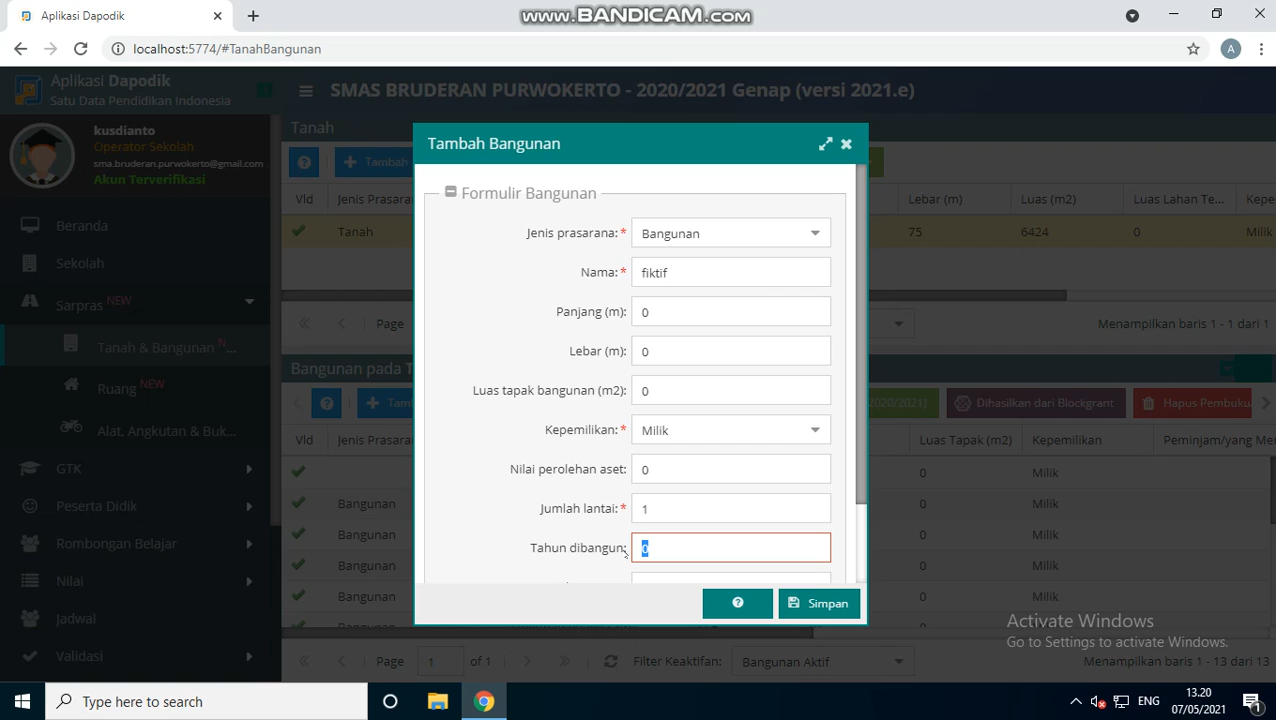 Aplikasi Dapodik
WWW.BANDICAM.COM
localhost:5774/#TanahBangunan
A
Aplikasi Dapodik
Satu Data Pendidikan Indonesia
SMAS BRUDERAN PURWOKERTO - 2020/2021 Genap (versi 2021.e)
kusdianto
Operator Sekolah
sma.bruderan.purwokerto@gmail.com
Akun Terverifikasi
Beranda
Sekolah
Sarpras NEW
Tanah & Bangunan N...
Ruang NEW
Alat, Angkutan & Buk...
GTK
Peserta Didik
Rombongan Belajar
Nilai
Jadwal
Validasi
Tanah
Tambah
Vld Jenis Prasara Lebar (m) Luas (m2) Luas Lahan Te... Kepe
Tanah 75 6424 0 Milik
Page Menampilkan baris 1 - 1 dari 1
Tambah Bangunan
Formulir Bangunan
Jenis prasarana:* Bangunan
Nama:* fiktif
Panjang (m): 0
Lebar (m): 0
Luas tapak bangunan (m2): 0
Kepemilikan:* Milik
Nilai perolehan aset: 0
Jumlah lantai:* 1
Tahun dibangun: 0
Simpan
Bangunan pada T
Tam 2020/2021) Dihasilkan dari Blockgrant Hapus Pembuku
Vld Jenis Prasara Luas Tapak (m2) Kepemilikan Peminjam/yang Me
0 Milik
Bangunan 0 Milik
Bangunan 0 Milik
Bangunan 0 Milik
Bangunan 0 Milik
Page 1 of 1 Filter Keaktifan: Bangunan Aktif Menampilkan baris 1 - 13 dari 13
Activate Windows
Go to Settings to activate Windows.
Type here to search
ENG
13.20
07/05/2021
1